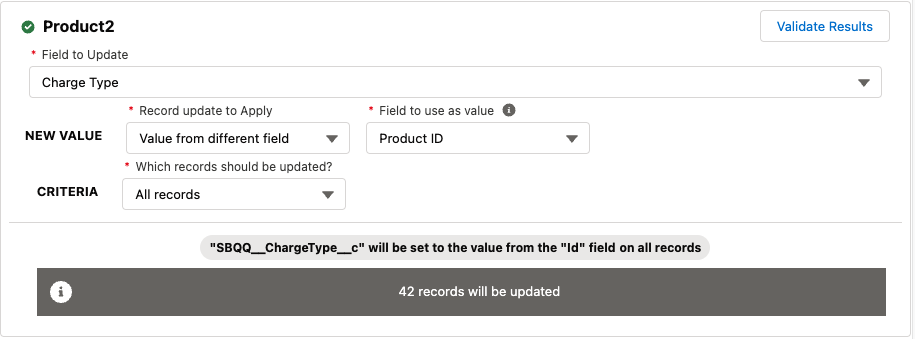 Product2
Validate Results
* Field to Update
Charge Type
* Record update to Apply
* Field to use as value
NEW VALUE
Value from different field
Product ID
* Which records should be updated?
CRITERIA
All records
"SBQQ__ChargeType__c" will be set to the value from the "Id" field on all records
42 records will be updated